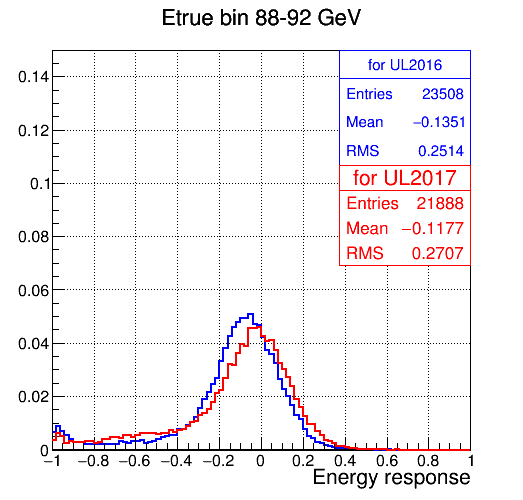 Etrue bin 88-92 GeV
for UL2016
Entries 23508
Mean −0.1351
RMS 0.2514
for UL2017
Entries 21888
Mean −0.1177
RMS 0.2707
0.14
0.12
0.1
0.08
0.06
0.04
0.02
0
−1 −0.8 −0.6 −0.4 −0.2 0 0.2 0.4 0.6 0.8 1
Energy response